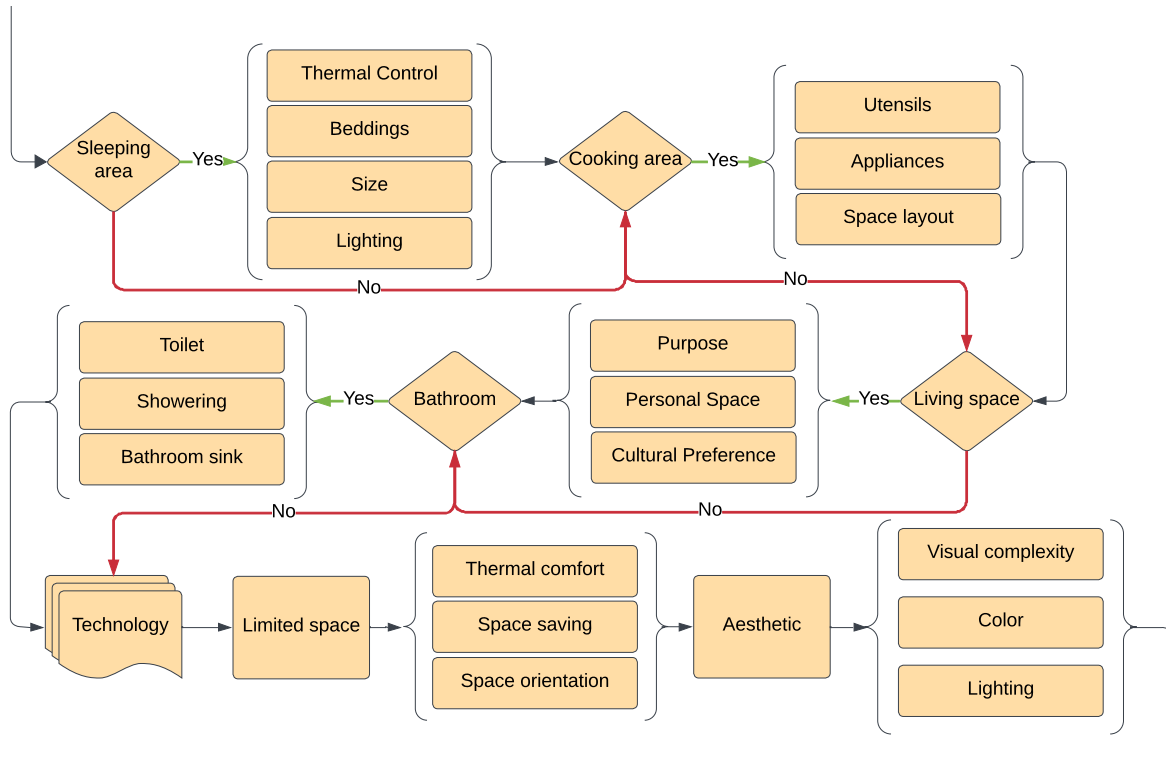 Sleeping
area
Yes
Thermal Control
Beddings
Size
Lighting
Cooking area
Yes
Utensils
Appliances
Space layout
No
No
Living space
Yes
Purpose
Personal Space
Cultural Preference
Bathroom
Yes
Toilet
Showering
Bathroom sink
No
No
Technology
Limited space
Thermal comfort
Space saving
Space orientation
Aesthetic
Visual complexity
Color
Lighting